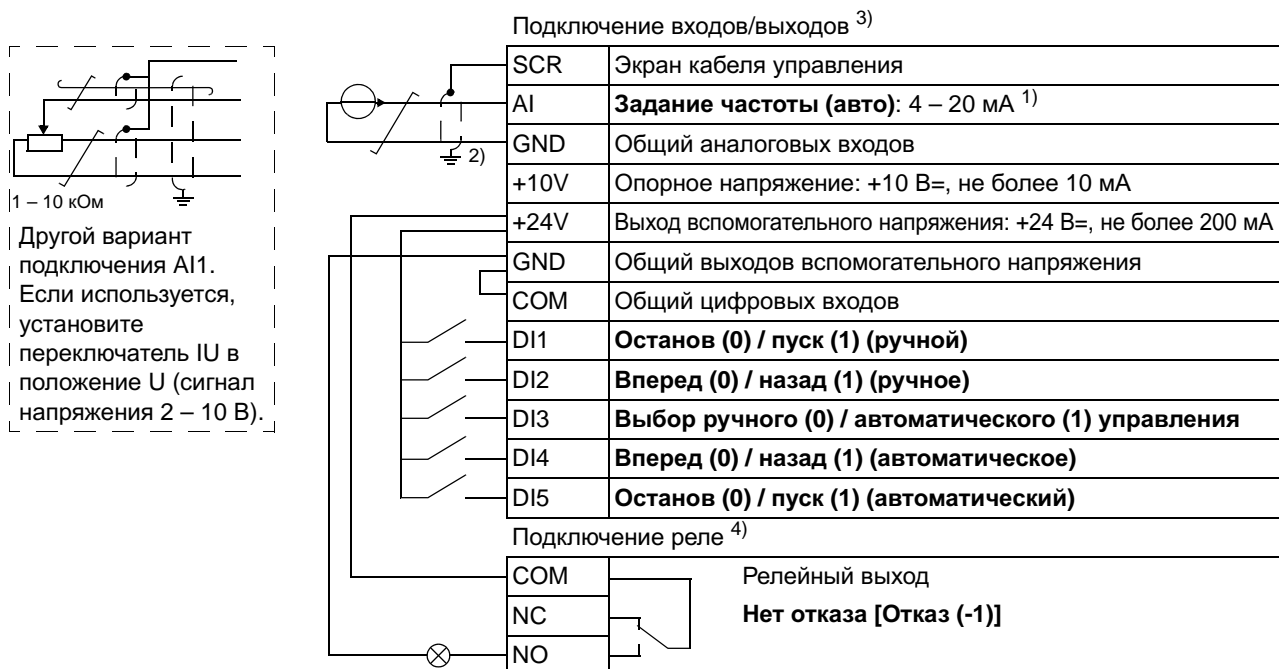 Подключение входов/выходов 3)
SCR Экран кабеля управления
AI Задание частоты (авто): 4 – 20 мА 1)
GND Общий аналоговых входов
2)
+10V Опорное напряжение: +10 В=, не более 10 мА
+24V Выход вспомогательного напряжения: +24 В=, не более 200 мА
GND Общий выходов вспомогательного напряжения
COM Общий цифровых входов
DI1 Останов (0) / пуск (1) (ручной)
DI2 Вперед (0) / назад (1) (ручное)
DI3 Выбор ручного (0) / автоматического (1) управления
DI4 Вперед (0) / назад (1) (автоматическое)
DI5 Останов (0) / пуск (1) (автоматический)
Подключение реле 4)
COM Релейный выход
NC Нет отказа [Отказ (-1)]
NO
1 – 10 кОм
Другой вариант
подключения AI1.
Если используется,
установите
переключатель IU в
положение U (сигнал
напряжения 2 – 10 В).